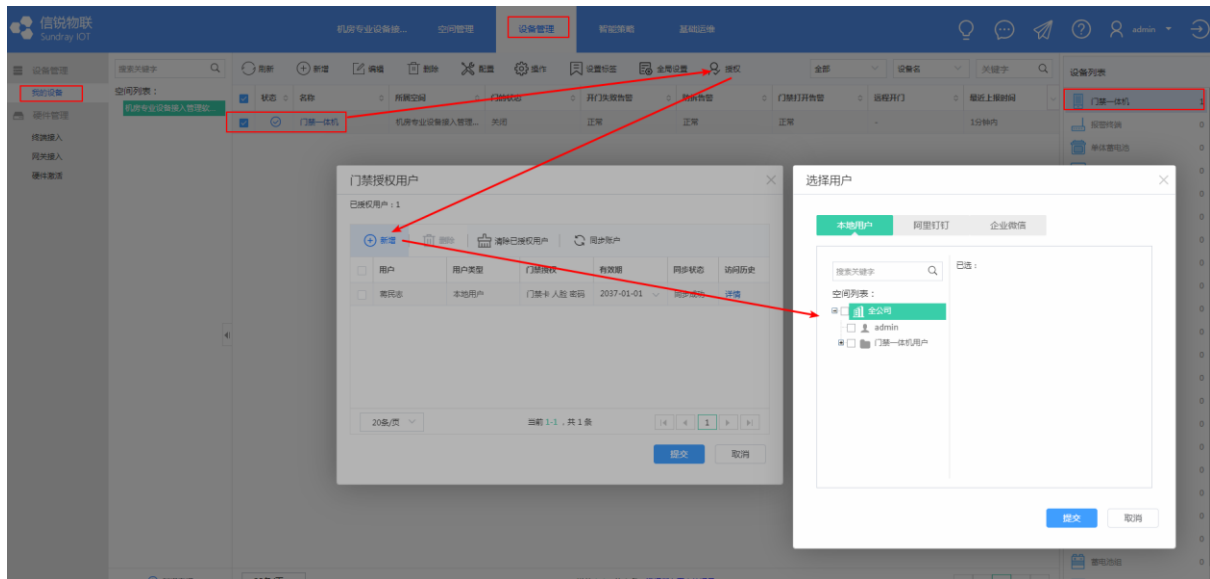 信锐物联
Sundray IOT
机房专业设备接...
空间管理
设备管理
智能策略
基础运维
admin
设备管理
我的设备
硬件管理
终端接入
网关接入
硬件激活
搜索关键字
空间列表：
机房专业设备接入管理软...
刷新 新增 编辑 删除 配置 操作 设置标签 全局设置 授权 全部 设备名 关键字
状态 名称 所属空间 门的状态 开门失败告警 防拆告警 门禁打开告警 远程开门 最近上报时间
门禁一体机 机房专业设备接入管理... 关闭 正常 正常 正常 - 1分钟内
设备列表
门禁一体机 1
报警终端 0
单体蓄电池 0
蓄电池组 0
门禁授权用户
已授权用户：1
新增 删除 清除已授权用户 同步账户
用户 用户类型 门禁授权 有效期 同步状态 访问历史
本地用户 门禁卡 人脸 密码 2037-01-01 同步成功 详情
20条/页
当前 1-1，共 1 条
1
提交 取消
选择用户
本地用户 阿里钉钉 企业微信
搜索关键字
已选：
空间列表：
全公司
admin
门禁一体机用户
提交 取消